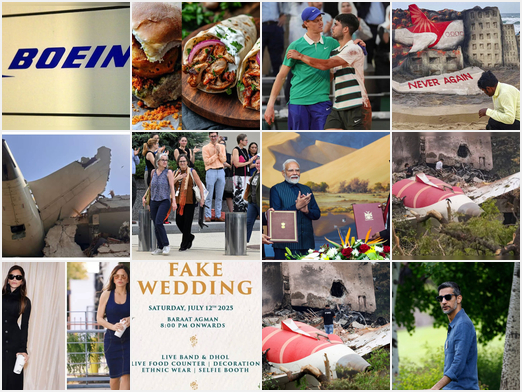 BOEIN
NEVER AGAIN
FAKE
WEDDING
SATURDAY, JULY 12TH 2025
BARAAT AGMAN
8:00 PM ONWARDS
LIVE BAND & DHOL
LIVE FOOD COUNTER | DECORATION
ETHNIC WEAR | SELFIE BOOTH